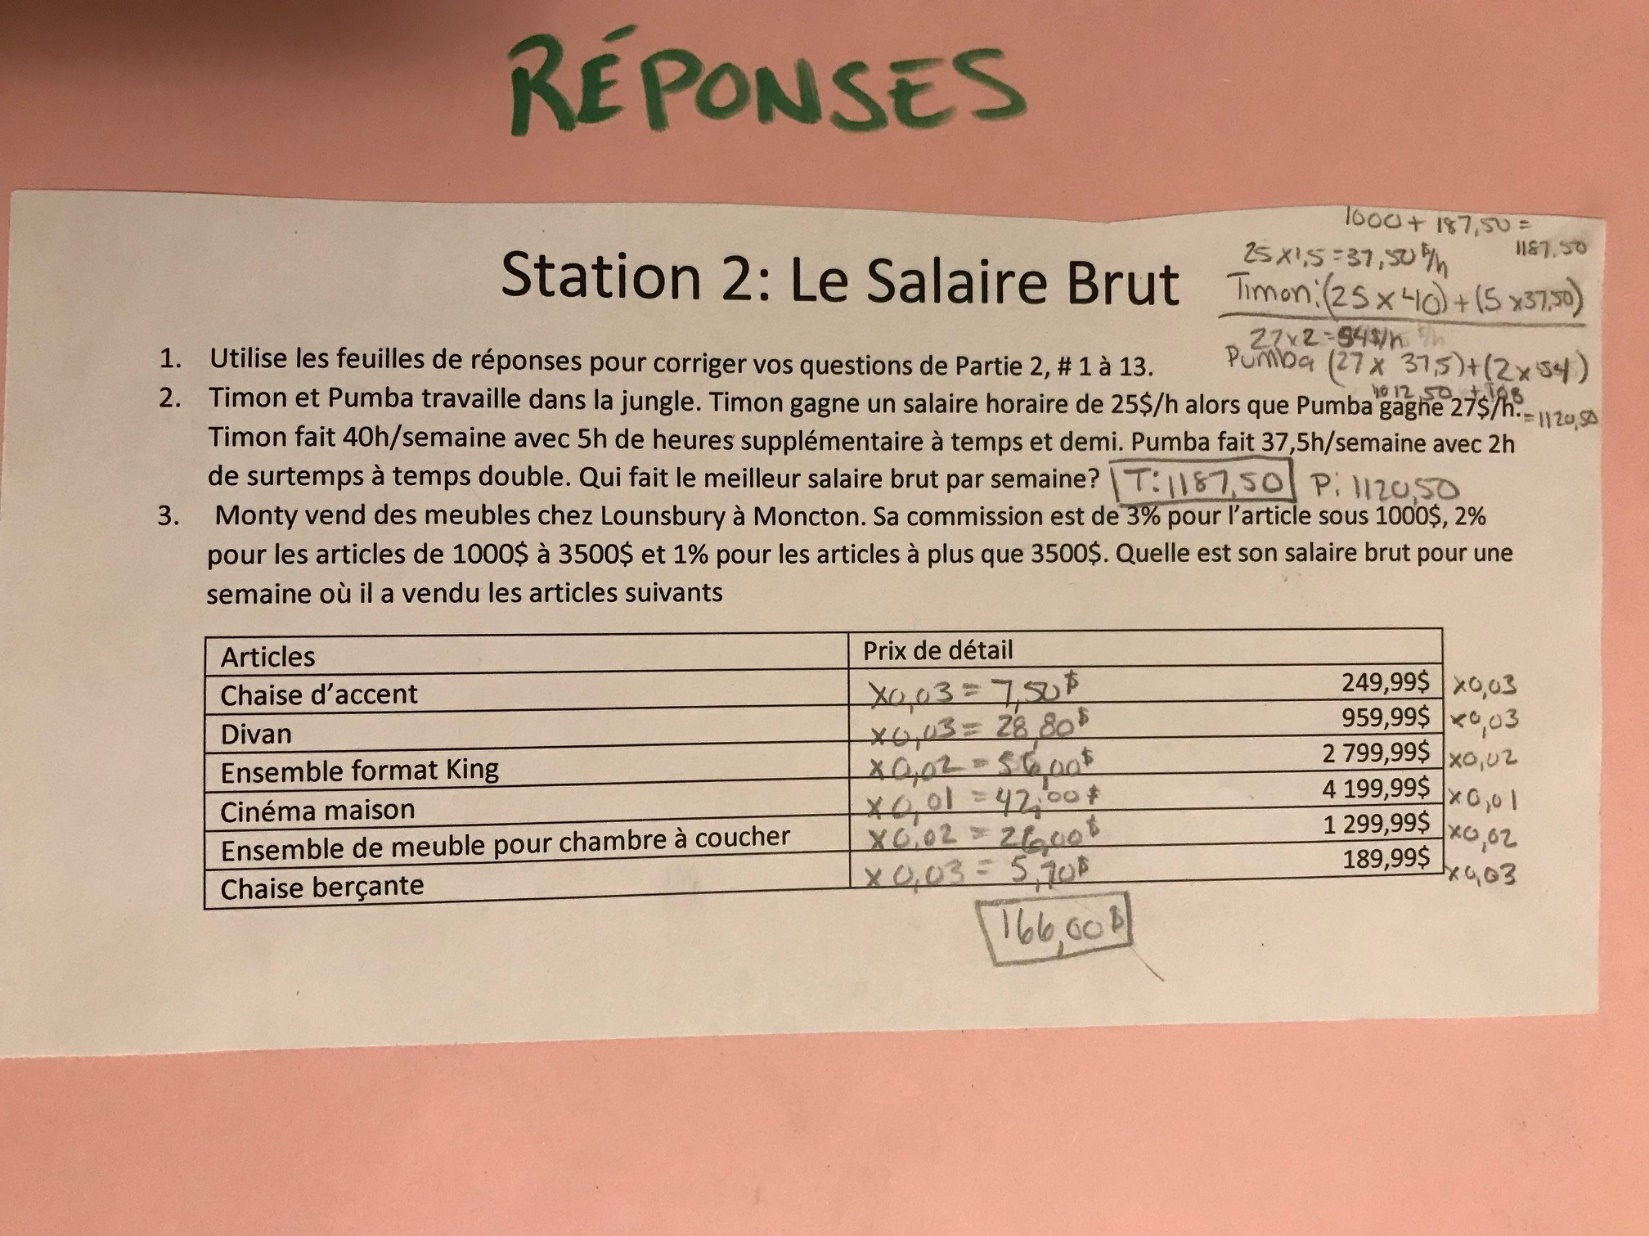 RÉPONSES
1000 + 187,50 =
1187.50
25 x 1,5 = 37,50 $/h
Station 2: Le Salaire Brut
Timon: (25 x 40) + (5 x 37,50)
27 x 2 = 54$/h
Pumba (27 x 37,5) + (2 x 54)
1012,50 + 108
= 1120,50
1. Utilise les feuilles de réponses pour corriger vos questions de Partie 2, # 1 à 13.
2. Timon et Pumba travaille dans la jungle. Timon gagne un salaire horaire de 25$/h alors que Pumba gagne 27$/h.
Timon fait 40h/semaine avec 5h de heures supplémentaire à temps et demi. Pumba fait 37,5h/semaine avec 2h
de surtemps à temps double. Qui fait le meilleur salaire brut par semaine? T: 1187,50 P: 1120,50
3. Monty vend des meubles chez Lounsbury à Moncton. Sa commission est de 3% pour l'article sous 1000$, 2%
pour les articles de 1000$ à 3500$ et 1% pour les articles à plus que 3500$. Quelle est son salaire brut pour une
semaine où il a vendu les articles suivants
Articles Prix de détail
Chaise d'accent x0,03 = 7,50$ 249,99$ x0,03
Divan x0,03 = 28,80$ 959,99$ x0,03
Ensemble format King x0,02 = 56,00$ 2 799,99$ x0,02
Cinéma maison x0,01 = 42,00$ 4 199,99$ x0,01
Ensemble de meuble pour chambre à coucher x0,02 = 26,00$ 1 299,99$ x0,02
Chaise berçante x0,03 = 5,70$ 189,99$ x0,03
166,00$